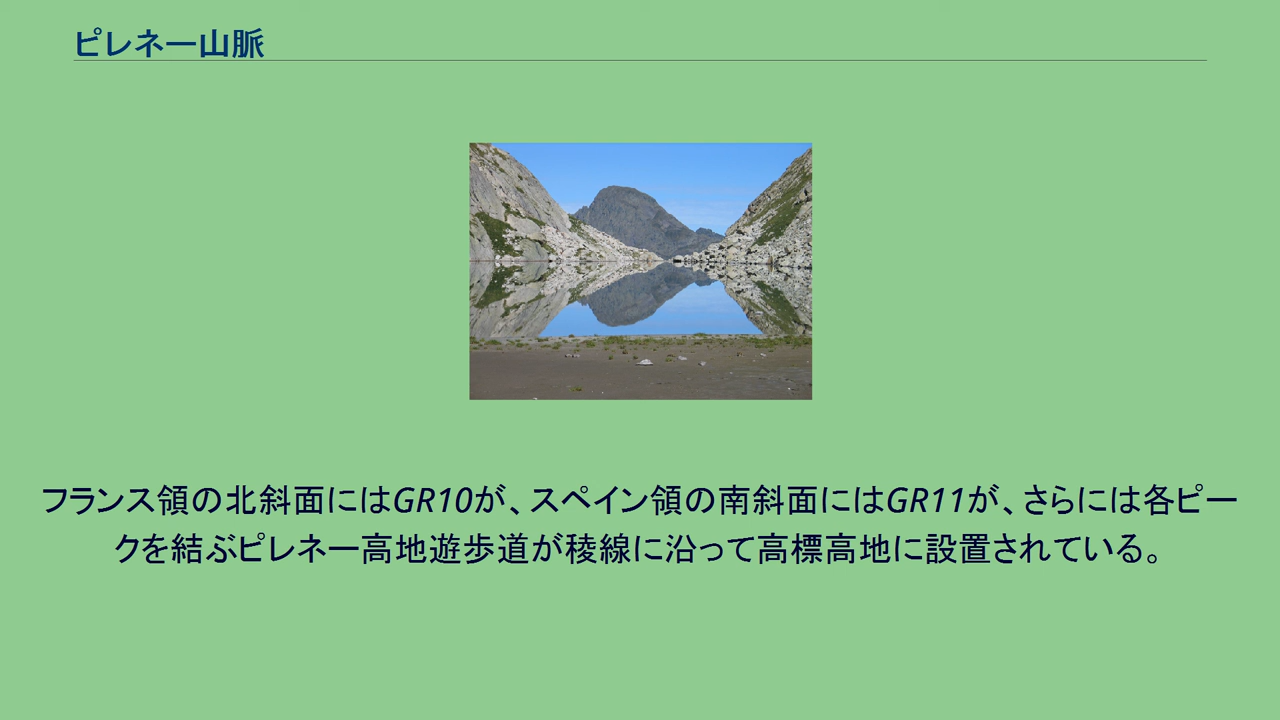 ピレネー山脈
フランス領の北斜面にはGR10が、スペイン領の南斜面にはGR11が、さらには各ピー
クを結ぶピレネー高地遊歩道が稜線に沿って高標高地に設置されている。